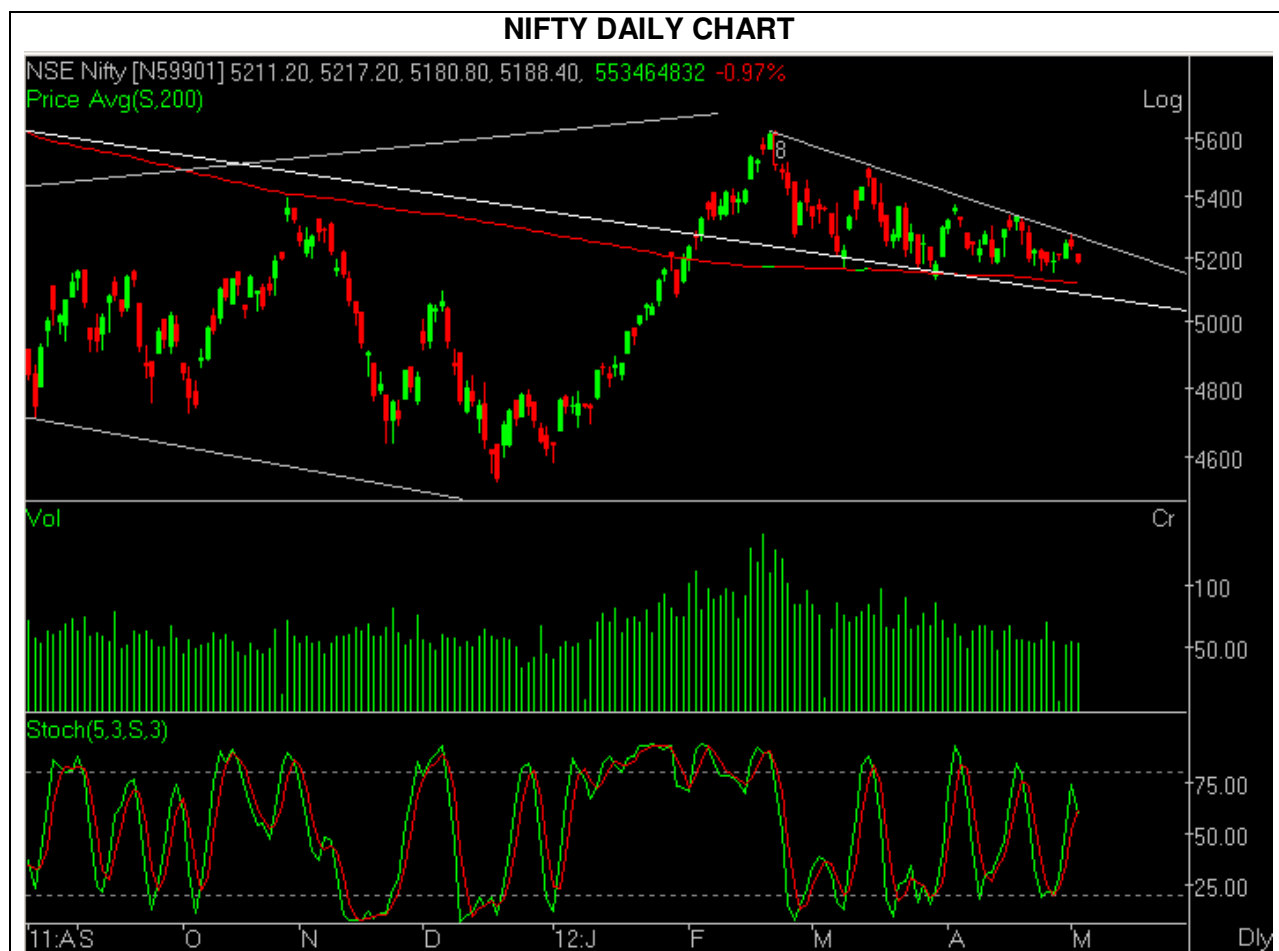 NIFTY DAILY CHART
NSE Nifty [N59901] 5211.20, 5217.20, 5180.80, 5188.40, 553464832 -0.97%
Price Avg(S,200)
Log
5600
8
5400
5200
5000
4800
4600
Vol
Cr
100
50.00
Stoch(5,3,S,3)
75.00
50.00
25.00
11:A S O N D 12:J F M A M Dly